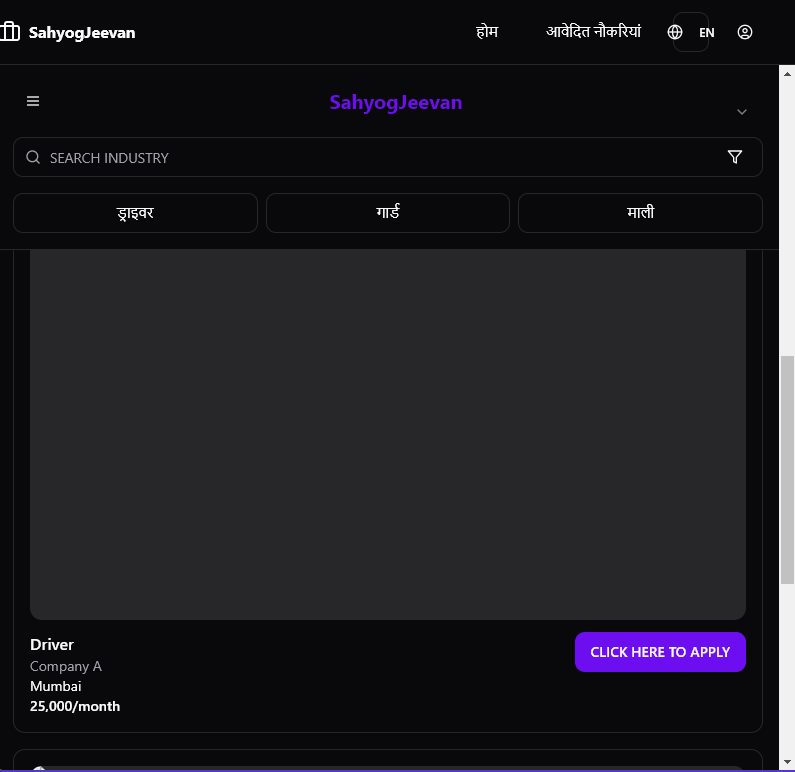 SahyogJeevan
होम
आवेदित नौकरियां
EN
SahyogJeevan
SEARCH INDUSTRY
ड्राइवर
गार्ड
माली
Driver
CLICK HERE TO APPLY
Company A
Mumbai
25,000/month